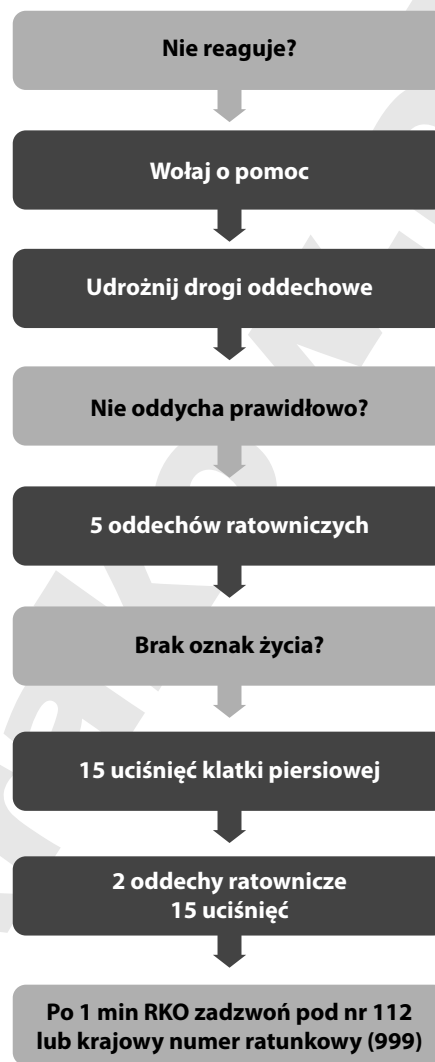 Nie reaguje?
Wołaj o pomoc
Udrożnij drogi oddechowe
Nie oddycha prawidłowo?
5 oddechów ratowniczych
Brak oznak życia?
15 uciśnięć klatki piersiowej
2 oddechy ratownicze
15 uciśnięć
Po 1 min RKO zadzwoń pod nr 112
lub krajowy numer ratunkowy (999)